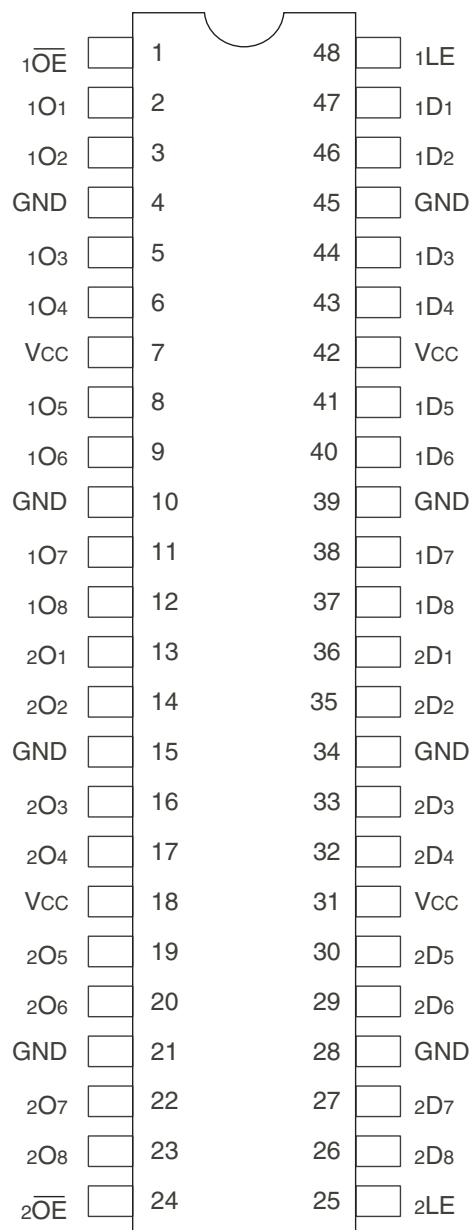 1O̅E̅ 1 48 1LE
1O1 2 47 1D1
1O2 3 46 1D2
GND 4 45 GND
1O3 5 44 1D3
1O4 6 43 1D4
VCC 7 42 VCC
1O5 8 41 1D5
1O6 9 40 1D6
GND 10 39 GND
1O7 11 38 1D7
1O8 12 37 1D8
2O1 13 36 2D1
2O2 14 35 2D2
GND 15 34 GND
2O3 16 33 2D3
2O4 17 32 2D4
VCC 18 31 VCC
2O5 19 30 2D5
2O6 20 29 2D6
GND 21 28 GND
2O7 22 27 2D7
2O8 23 26 2D8
2O̅E̅ 24 25 2LE